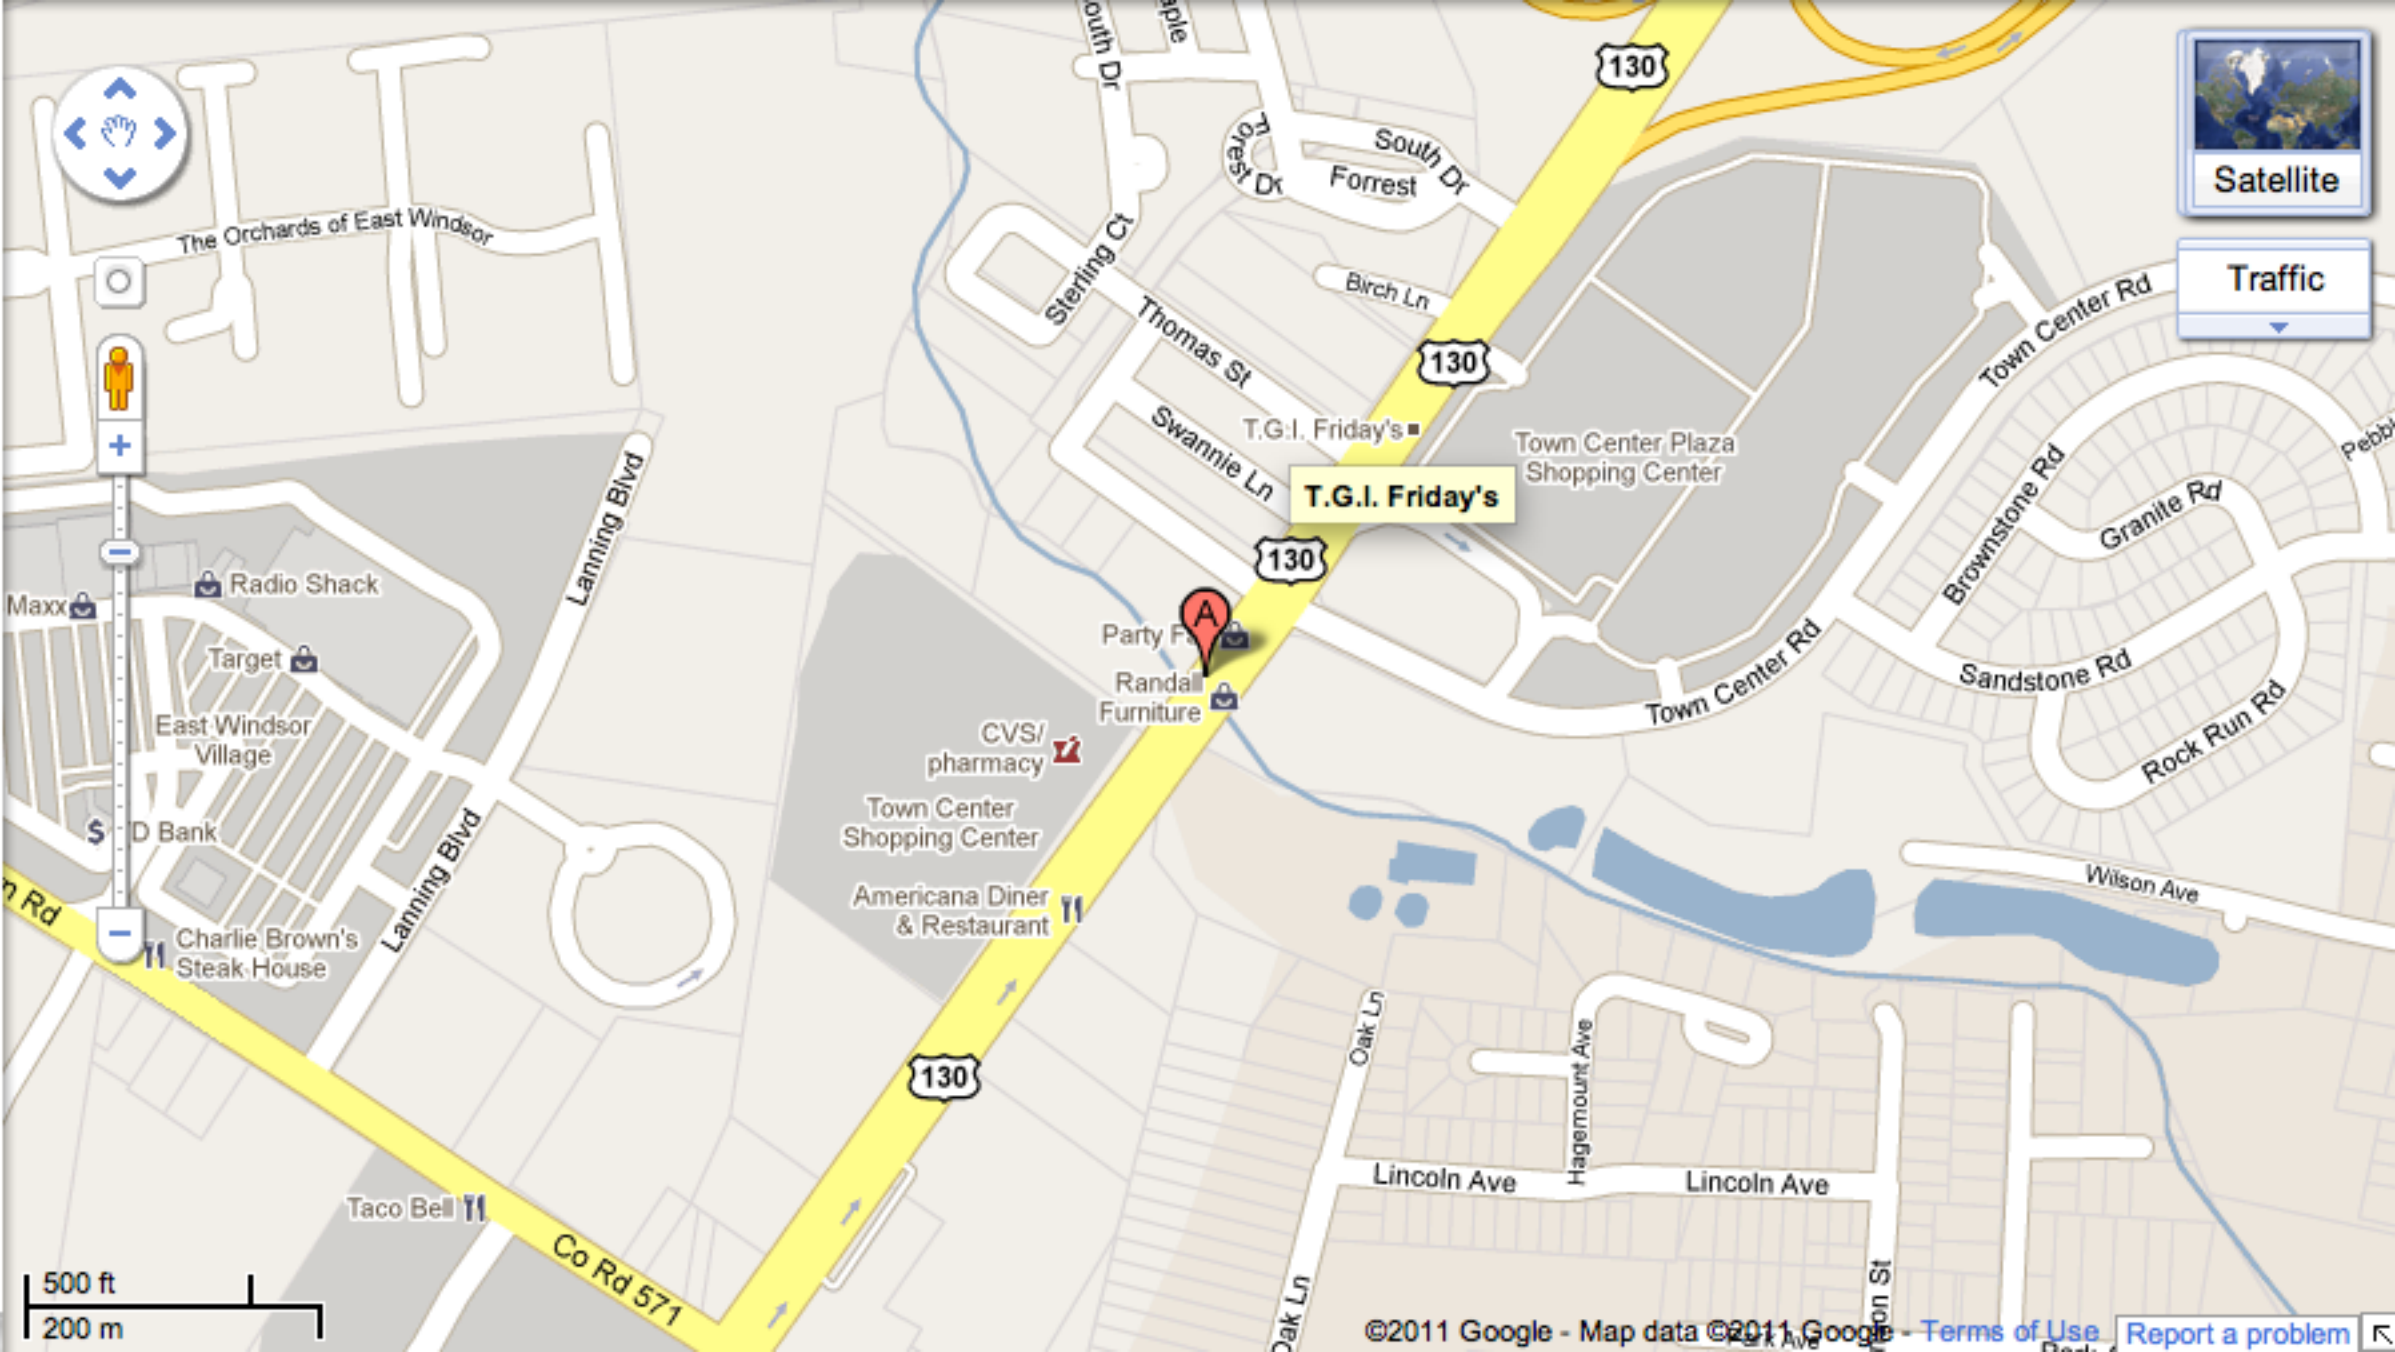 130
South Dr
Forrest
Forest Dr
Satellite
The Orchards of East Windsor
Sterling Ct
Birch Ln
Traffic
Town Center Rd
Thomas St
130
T.G.I. Friday's
Town Center Plaza
Shopping Center
Swannie Ln
T.G.I. Friday's
Granite Rd
Brownstone Rd
Lanning Blvd
130
Radio Shack
Maxx
A
Party
Target
Furniture
Town Center Rd
Sandstone Rd
Rock Run Rd
East Windsor
Village
CVS/
pharmacy
Town Center
Shopping Center
$
D Bank
Lanning Blvd
Wilson Ave
Americana Diner
& Restaurant
Rd
Charlie Brown's
Steak House
Oak Ln
Hagemount Ave
130
Lincoln Ave
Lincoln Ave
Taco Bell
Co Rd 571
Oak Ln
500 ft
200 m
©2011 Google - Map data ©2011 Google - Terms of Use
Report a problem